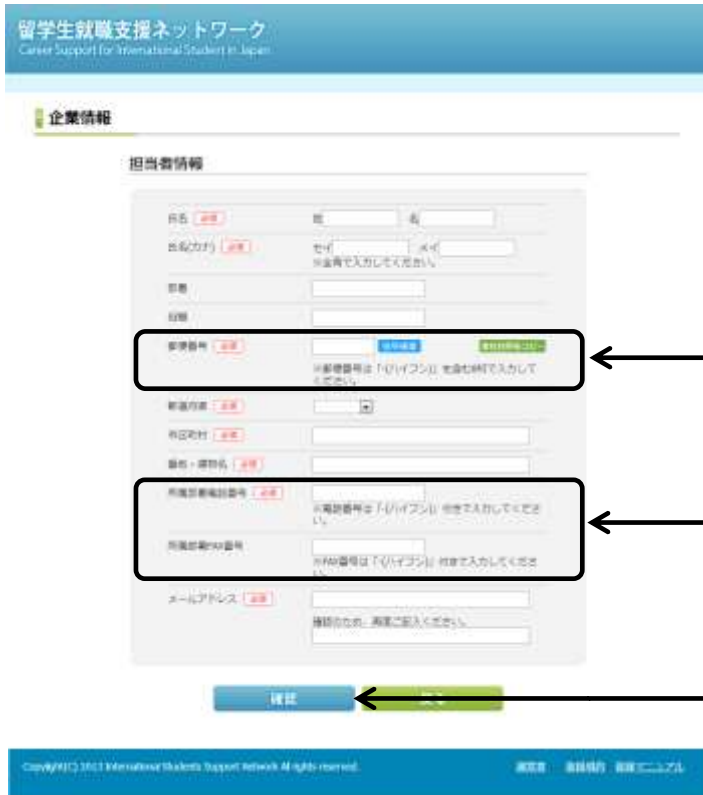 留学生就職支援ネットワーク
Career Support for International Student in Japan
企業情報
担当者情報
氏名 必須 姓 名
氏名(カナ) 必須 セイ メイ
※全角で入力してください。
部署
役職
郵便番号 必須 住所検索
※郵便番号は「-(ハイフン)」を含む8桁で入力して
ください。
都道府県 必須
市区町村 必須
番地・建物名 必須
所属部署電話番号 必須
※電話番号は「-(ハイフン)」付きで入力してくださ
い。
所属部署FAX番号
※FAX番号は「-(ハイフン)」付きで入力してくださ
い。
メールアドレス 必須
確認のため、再度ご記入ください。
確認 戻る
Copyright(C) 2013 International Students Support Network All rights reserved. 運営者